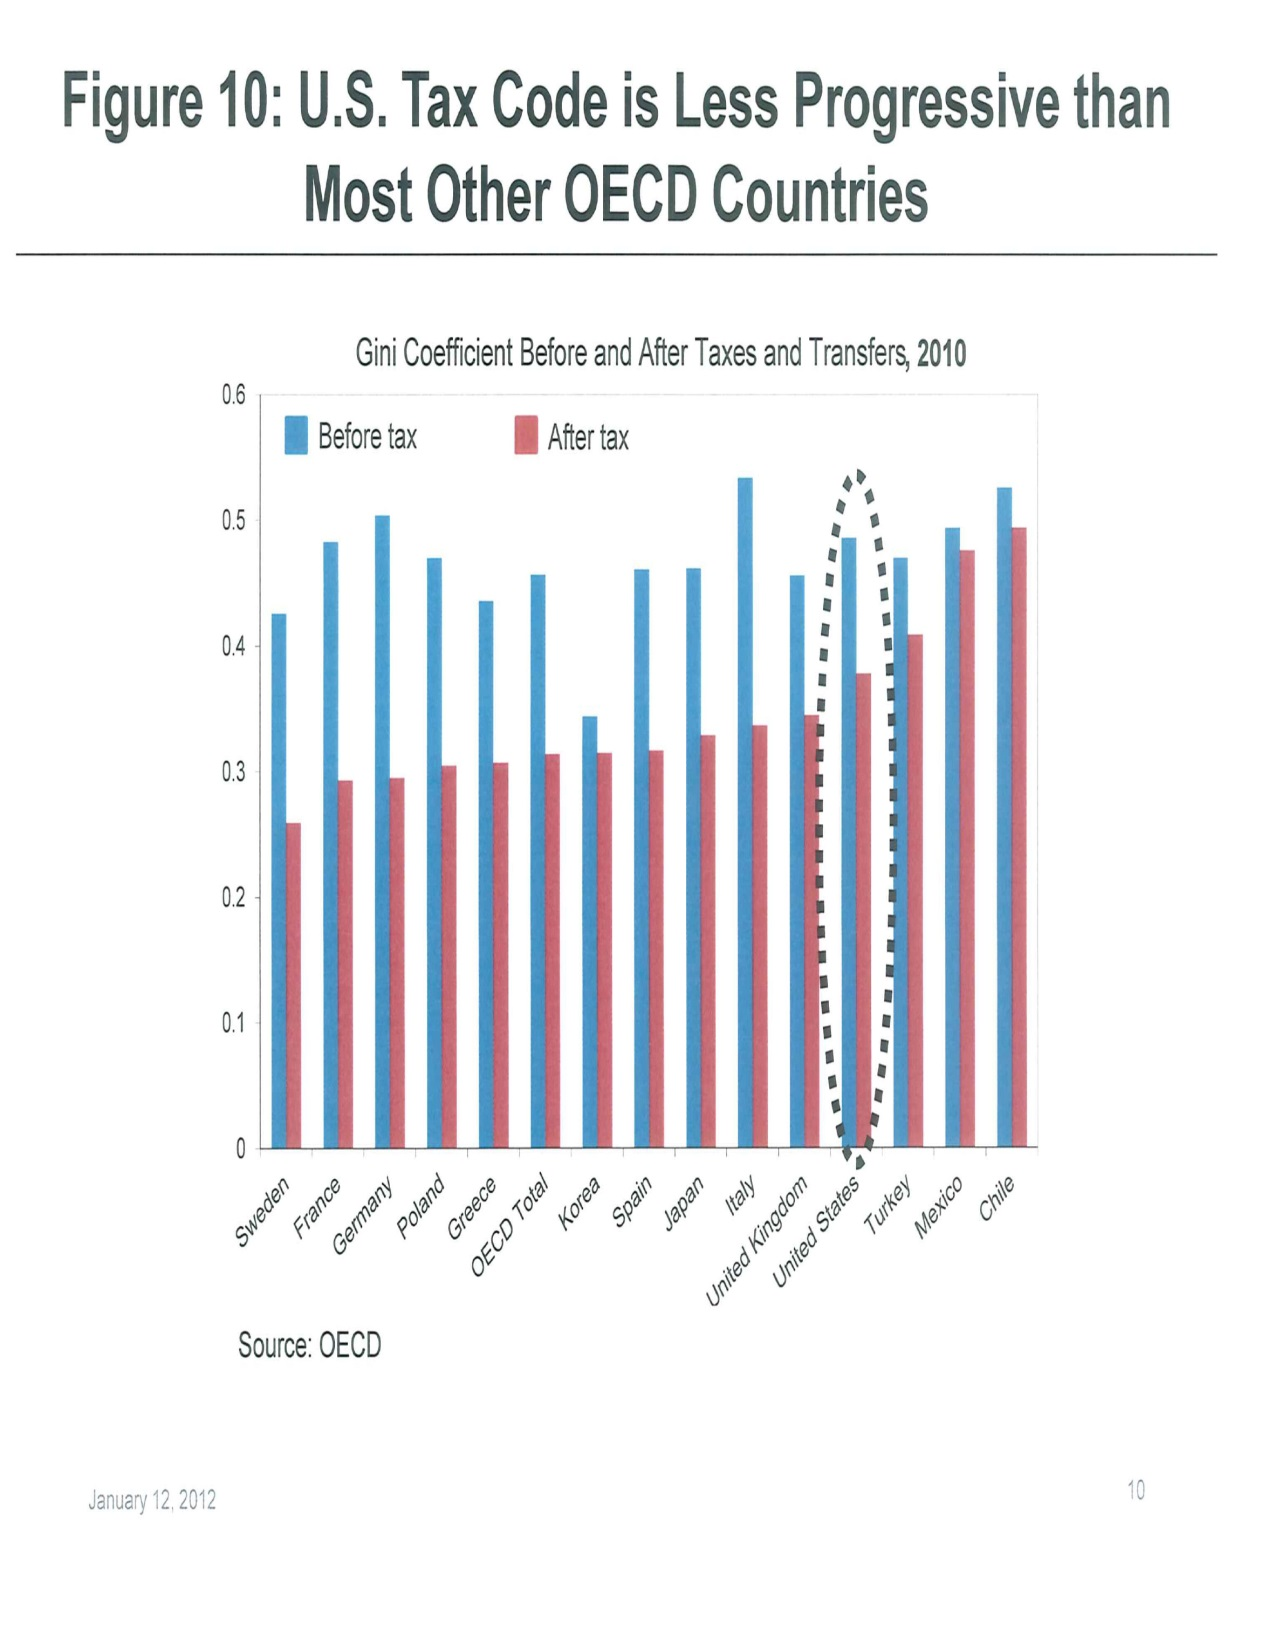 Figure 10: U.S. Tax Code is Less Progressive than
Most Other OECD Countries
Gini Coefficient Before and After Taxes and Transfers, 2010
0.6
Before tax
After tax
0.5
0.4
0.3
0.2
0.1
0
Sweden
France
Germany
Poland
Greece
OECD Total
Korea
Spain
Japan
Italy
United Kingdom
United States
Turkey
Mexico
Chile
Source: OECD
January 12, 2012
10